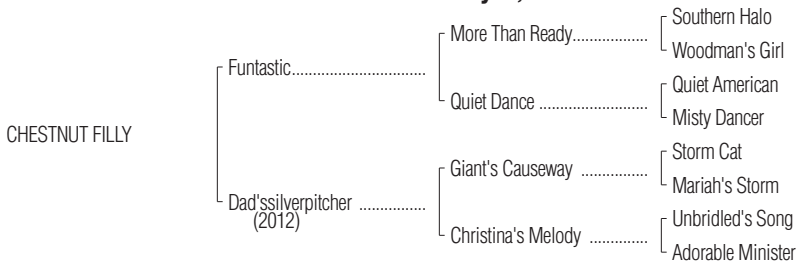 Southern Halo
More Than Ready.................
Woodman's Girl
Funtastic................................
Quiet American
Quiet Dance ..........................
Misty Dancer
CHESTNUT FILLY
Storm Cat
Giant's Causeway ................
Mariah's Storm
Dad'ssilverpitcher ................
(2012)
Unbridled's Song
Christina's Melody ..............
Adorable Minister